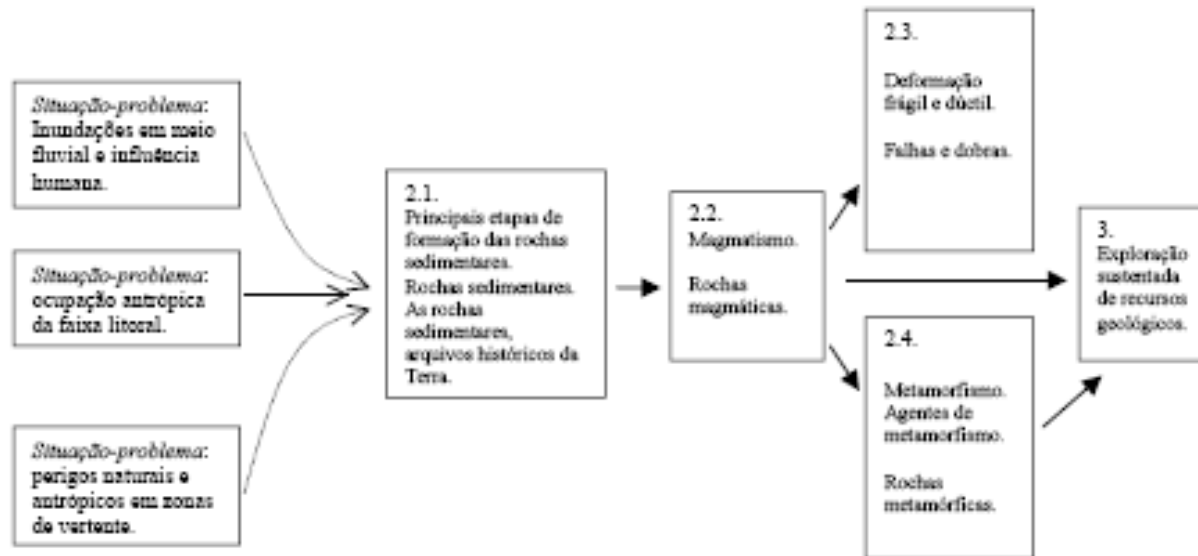 Situação-problema:
Inundações em meio
fluvial e influência
humana.
Situação-problema:
ocupação antrópica
da faixa litoral.
Situação-problema:
perigos naturais e
antrópicos em zonas
de vertente.
2.1.
Principais etapas de
formação das rochas
sedimentares.
Rochas sedimentares.
As rochas
sedimentares,
arquivos históricos da
Terra.
2.2.
Magmatismo.
Rochas
magmáticas.
2.3.
Deformação
frágil e dúctil.
Falhas e dobras.
2.4.
Metamorfismo.
Agentes de
metamorfismo.
Rochas
metamórficas.
3.
Exploração
sustentada
de recursos
geológicos.